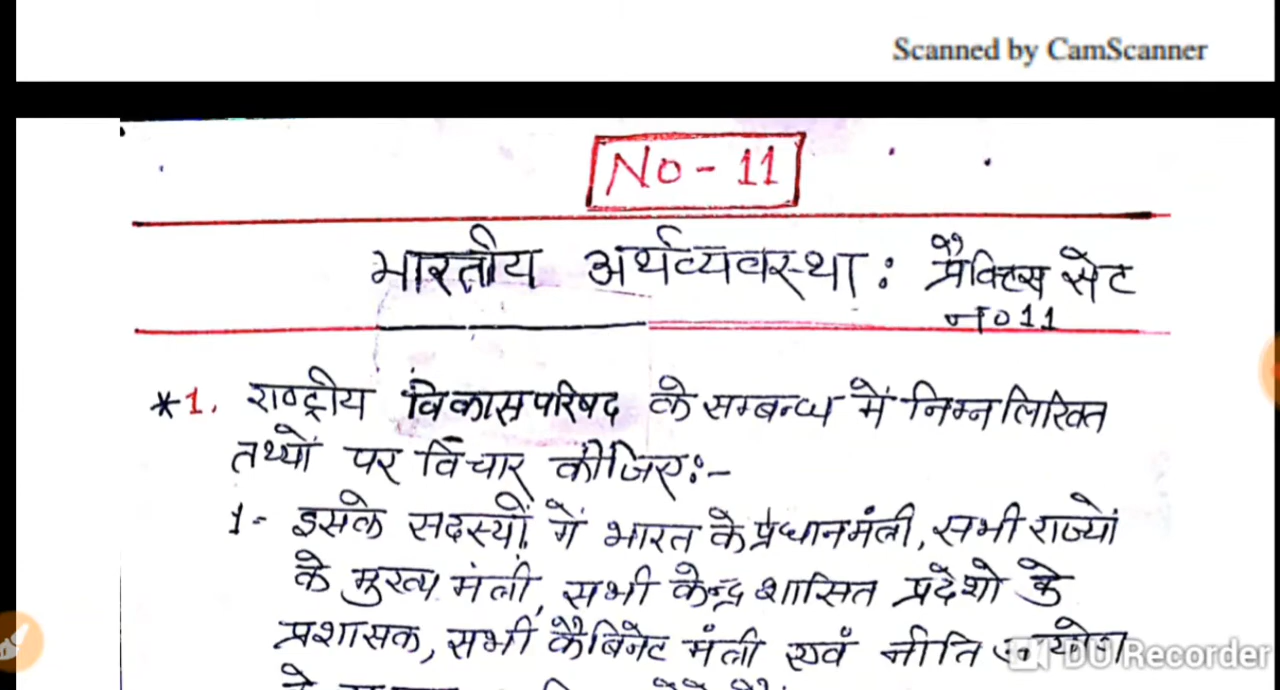 Scanned by CamScanner
No - 11
भारतीय अर्थव्यवस्था : प्रैक्टिस सेट
न० 11
*1. राष्ट्रीय विकास परिषद के सम्बन्ध में निम्नलिखित
तथ्यों पर विचार कीजिए :-
1- इसके सदस्यों में भारत के प्रधानमंत्री, सभी राज्यों
के मुख्य मंत्री, सभी केन्द्र शासित प्रदेशो के
प्रशासक, सभी कैबिनेट मंत्री एवं नीति
DU Recorder